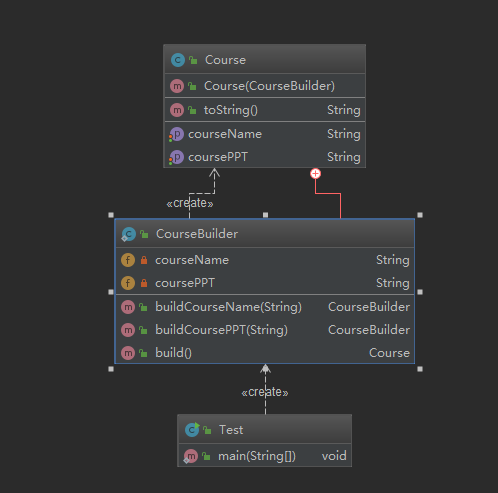 Course
Course(CourseBuilder)
toString() String
courseName String
coursePPT String
«create»
CourseBuilder
courseName String
coursePPT String
buildCourseName(String) CourseBuilder
buildCoursePPT(String) CourseBuilder
build() Course
«create»
Test
main(String[]) void